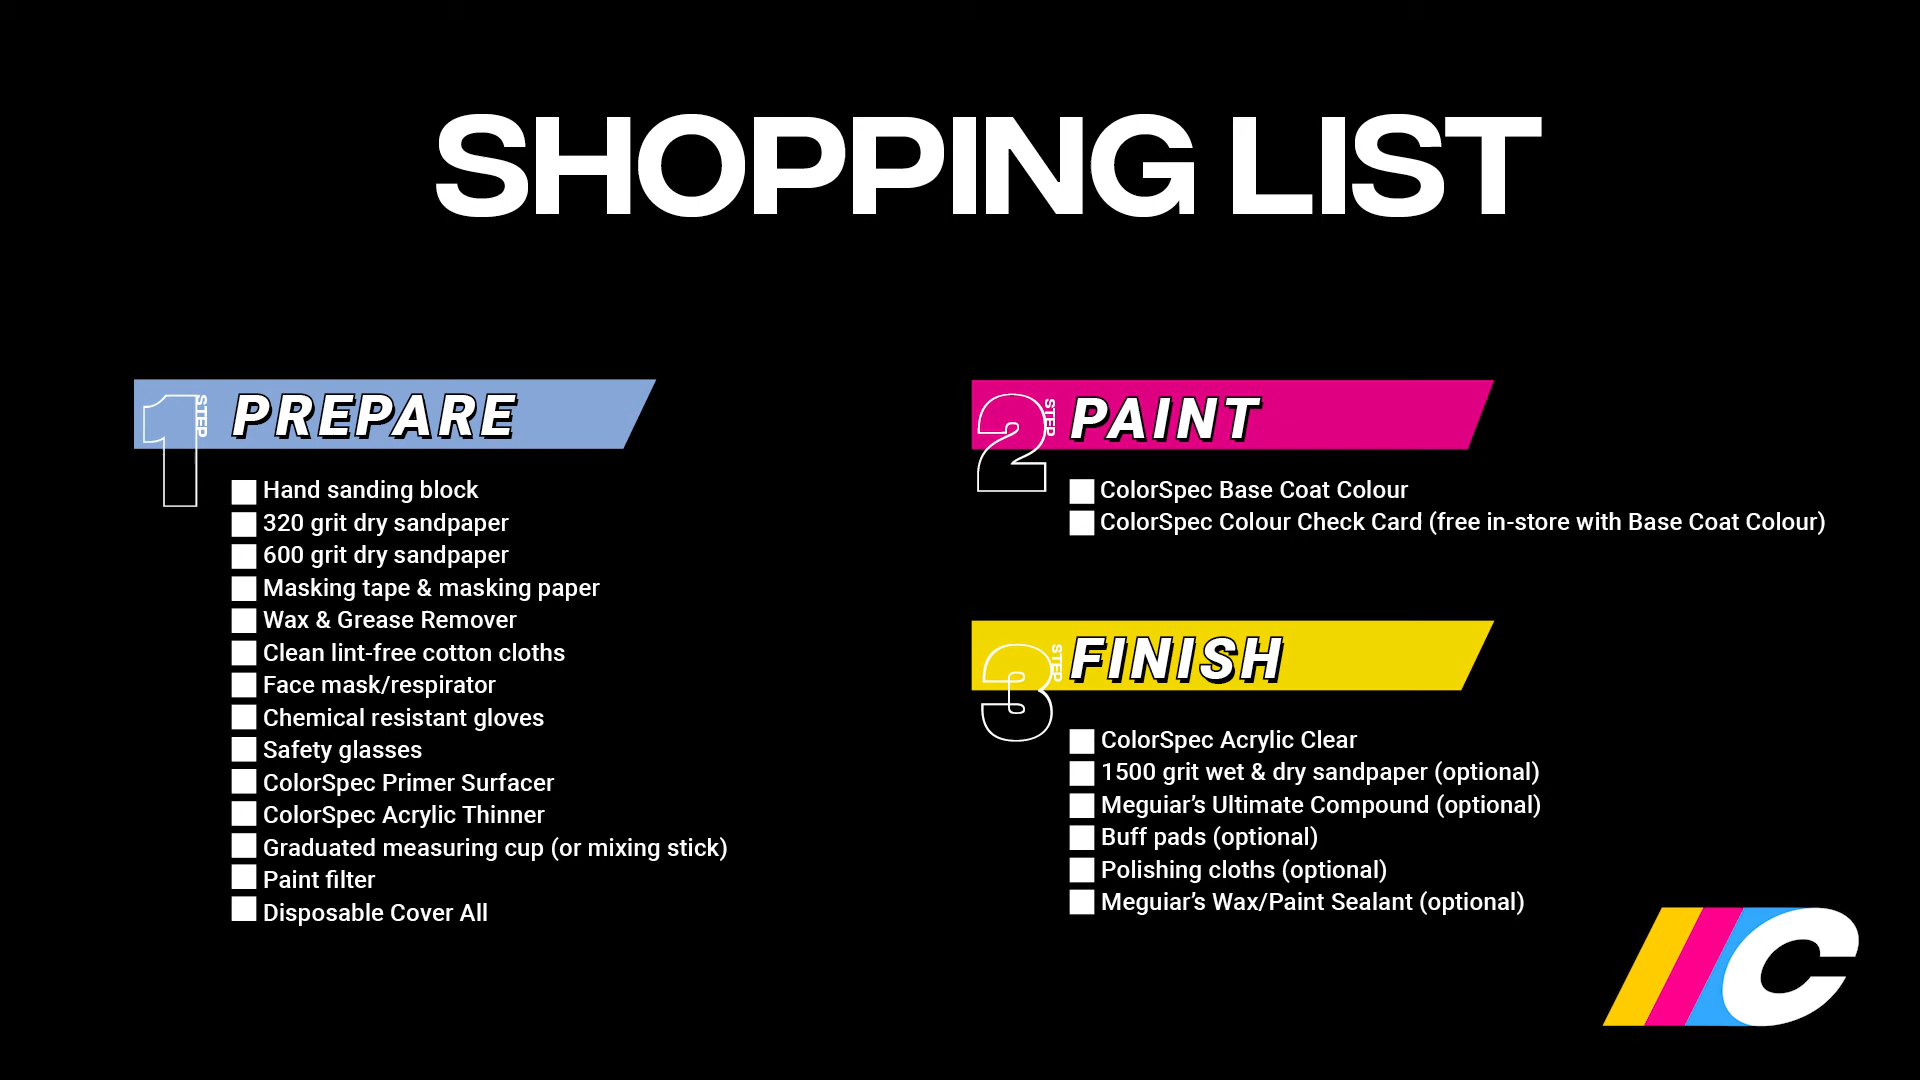 SHOPPING LIST
1 STEP PREPARE
Hand sanding block
320 grit dry sandpaper
600 grit dry sandpaper
Masking tape & masking paper
Wax & Grease Remover
Clean lint-free cotton cloths
Face mask/respirator
Chemical resistant gloves
Safety glasses
ColorSpec Primer Surfacer
ColorSpec Acrylic Thinner
Graduated measuring cup (or mixing stick)
Paint filter
Disposable Cover All
2 STEP PAINT
ColorSpec Base Coat Colour
ColorSpec Colour Check Card (free in-store with Base Coat Colour)
3 STEP FINISH
ColorSpec Acrylic Clear
1500 grit wet & dry sandpaper (optional)
Meguiar’s Ultimate Compound (optional)
Buff pads (optional)
Polishing cloths (optional)
Meguiar’s Wax/Paint Sealant (optional)
C